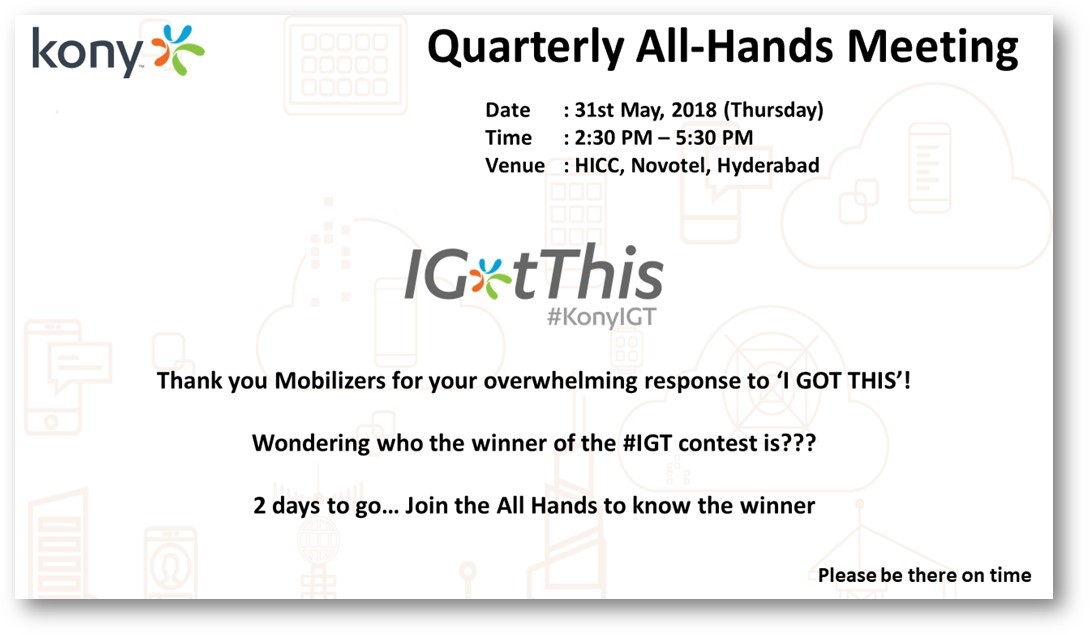 kony™
Quarterly All-Hands Meeting
Date : 31st May, 2018 (Thursday)
Time : 2:30 PM – 5:30 PM
Venue : HICC, Novotel, Hyderabad
IGotThis
#KonyIGT
Thank you Mobilizers for your overwhelming response to ‘I GOT THIS’!
Wondering who the winner of the #IGT contest is???
2 days to go… Join the All Hands to know the winner
Please be there on time